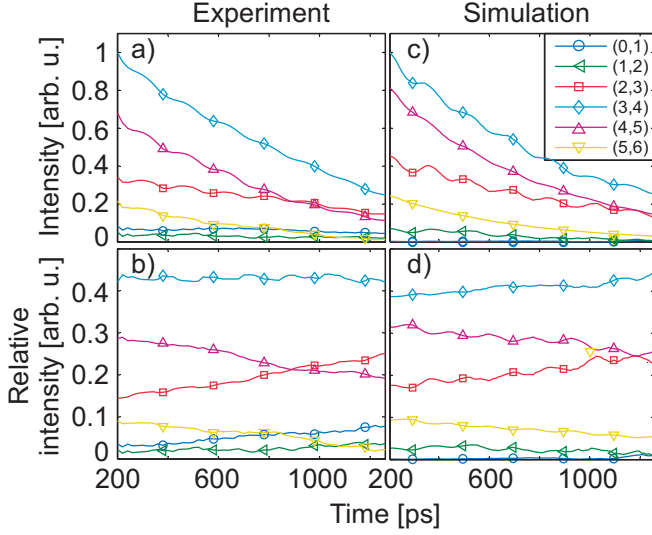 Experiment
Simulation
a)
c)
1
0.8
0.6
0.4
0.2
0
Intensity [arb. u.]
(0,1)
(1,2)
(2,3)
(3,4)
(4,5)
(5,6)
b)
d)
0.4
0.3
0.2
0.1
0
Relative
intensity [arb. u.]
200 600 1000 200 600 1000
Time [ps]